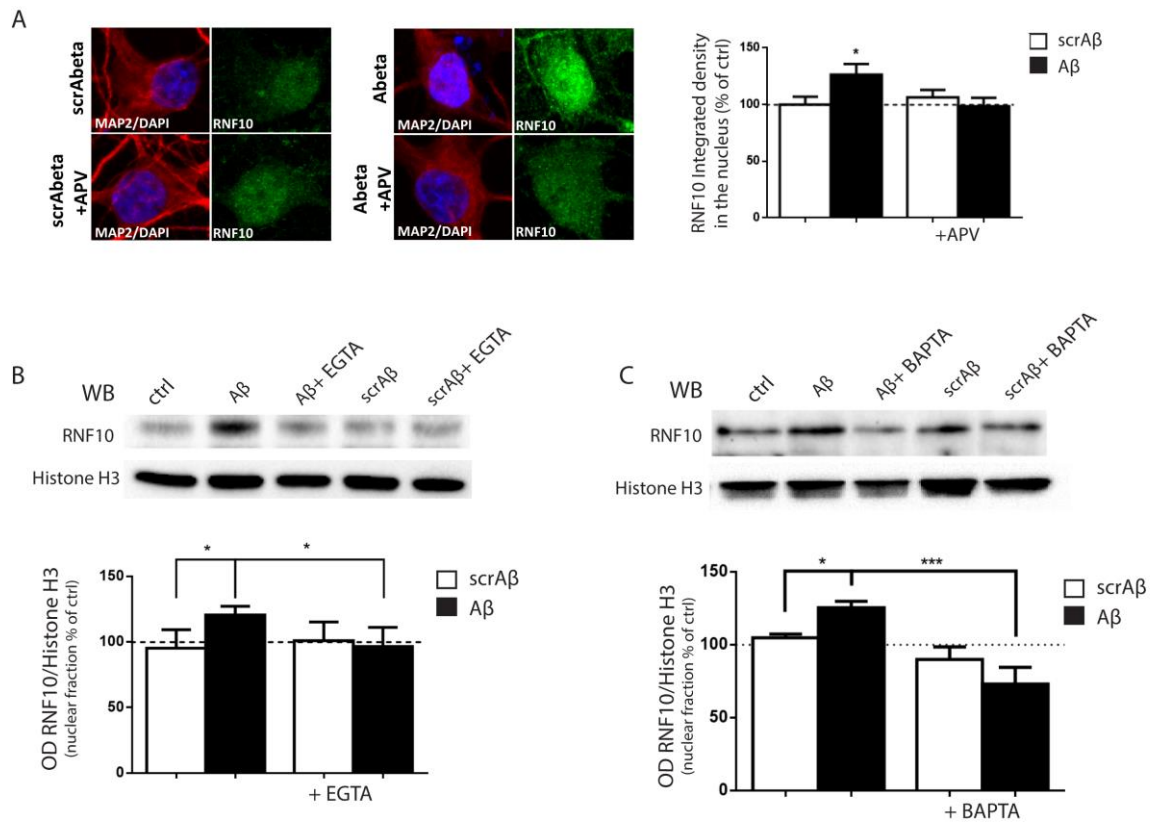 A
scrAbeta
MAP2/DAPI
RNF10
scrAbeta
+APV
MAP2/DAPI
RNF10
Abeta
MAP2/DAPI
RNF10
Abeta
+APV
MAP2/DAPI
RNF10
RNF10 Integrated density
in the nucleus (% of ctrl)
150
100
50
0
*
+APV
scrAβ
Aβ
B
WB
ctrl
Aβ
Aβ+ EGTA
scrAβ
scrAβ+ EGTA
RNF10
Histone H3
OD RNF10/Histone H3
(nuclear fraction % of ctrl)
150
100
50
0
*
*
+ EGTA
scrAβ
Aβ
C
WB
ctrl
Aβ
Aβ+ BAPTA
scrAβ
scrAβ+ BAPTA
RNF10
Histone H3
OD RNF10/Histone H3
(nuclear fraction % of ctrl)
150
100
50
0
*
***
+ BAPTA
scrAβ
Aβ